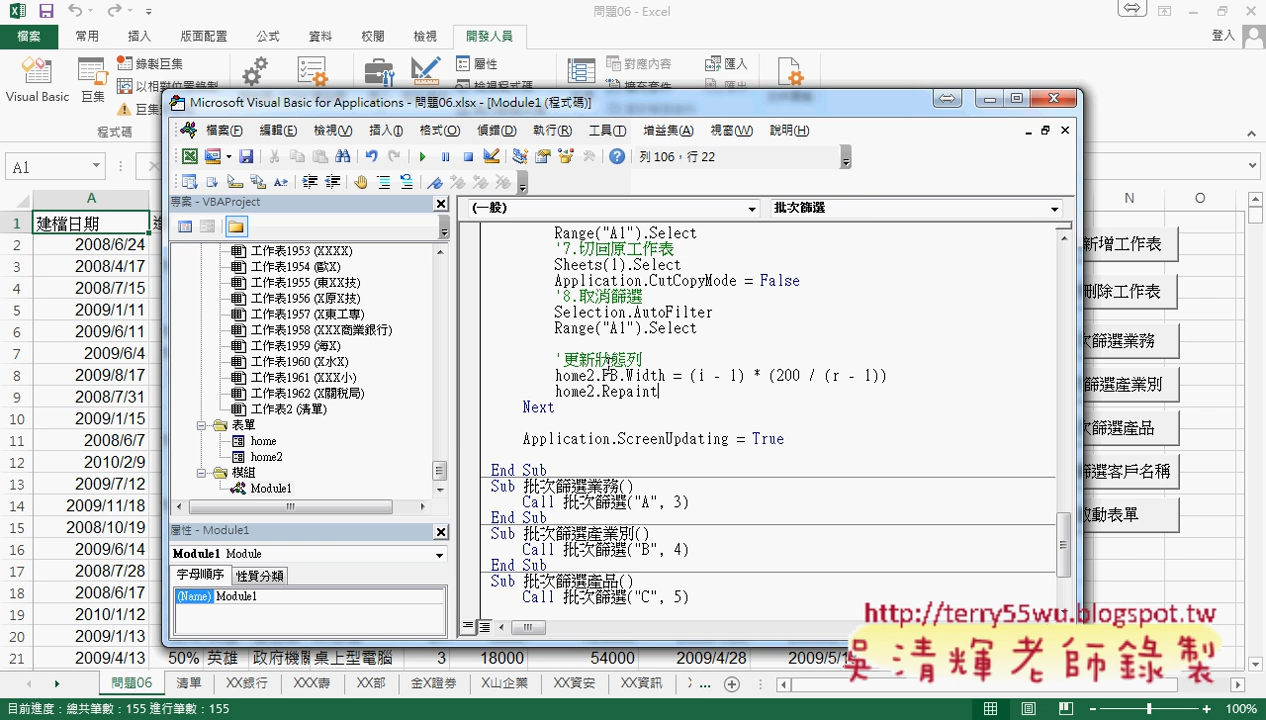 問題06 - Excel
檔案 常用 插入 版面配置 公式 資料 校閱 檢視 開發人員 登入
Visual Basic 巨集 錄製巨集 屬性 對應內容 匯入
程式碼
A1
Microsoft Visual Basic for Applications - 問題06.xlsx - [Module1 (程式碼)]
檔案(F) 編輯(E) 檢視(V) 插入(I) 格式(O) 偵錯(D) 執行(R) 工具(T) 增益集(A) 視窗(W) 說明(H)
列 106，行 22
專案 - VBAProject
工作表1953 (XXXX)
工作表1954 (歐X)
工作表1955 (東XX技)
工作表1956 (X原技)
工作表1957 (X東工專)
工作表1958 (XXX商業銀行)
工作表1959 (海X)
工作表1960 (X水X)
工作表1961 (XXX小)
工作表1962 (X關稅局)
工作表2 (清單)
表單
home
home2
模組
Module1
屬性 - Module1
Module1 Module
字母順序 性質分類
(Name) Module1
(一般) 批次篩選
Range("A1").Select
'7.切回原工作表
Sheets(1).Select
Application.CutCopyMode = False
'8.取消篩選
Selection.AutoFilter
Range("A1").Select
'更新狀態列
home2.FB.Width = (i - 1) * (200 / (r - 1))
home2.Repaint
Next
Application.ScreenUpdating = True
End Sub
Sub 批次篩選業務()
Call 批次篩選("A", 3)
End Sub
Sub 批次篩選產業別()
Call 批次篩選("B", 4)
End Sub
Sub 批次篩選產品()
Call 批次篩選("C", 5)
A N O
1 建檔日期
2 2008/6/24
3 2008/4/17
4 2008/7/15
5 2009/1/11
6 2009/6/11
7 2009/6/4
8 2009/8/17
9 2008/7/31
10 2009/1/15
11 2008/6/7
12 2010/2/9
13 2009/7/12
14 2009/11/18
15 2008/10/19
16 2009/6/14
17 2008/7/28
18 2008/6/17
19 2010/1/12
20 2009/1/13
21 2009/4/13 50% 英雄 政府機關 桌上型電腦 3 18000 54000 2009/4/28
新增工作表
刪除工作表
次篩選業務
篩選產業別
次篩選產品
篩選客戶名稱
啟動表單
http://terry55wu.blogspot.tw
吳清輝老師錄製
問題06 清單 XX銀行 XXX壽 XX部 金X證券 X山企業 XX資安 XX資訊 ...
目前進度：總共筆數：155 進行筆數：155
100%